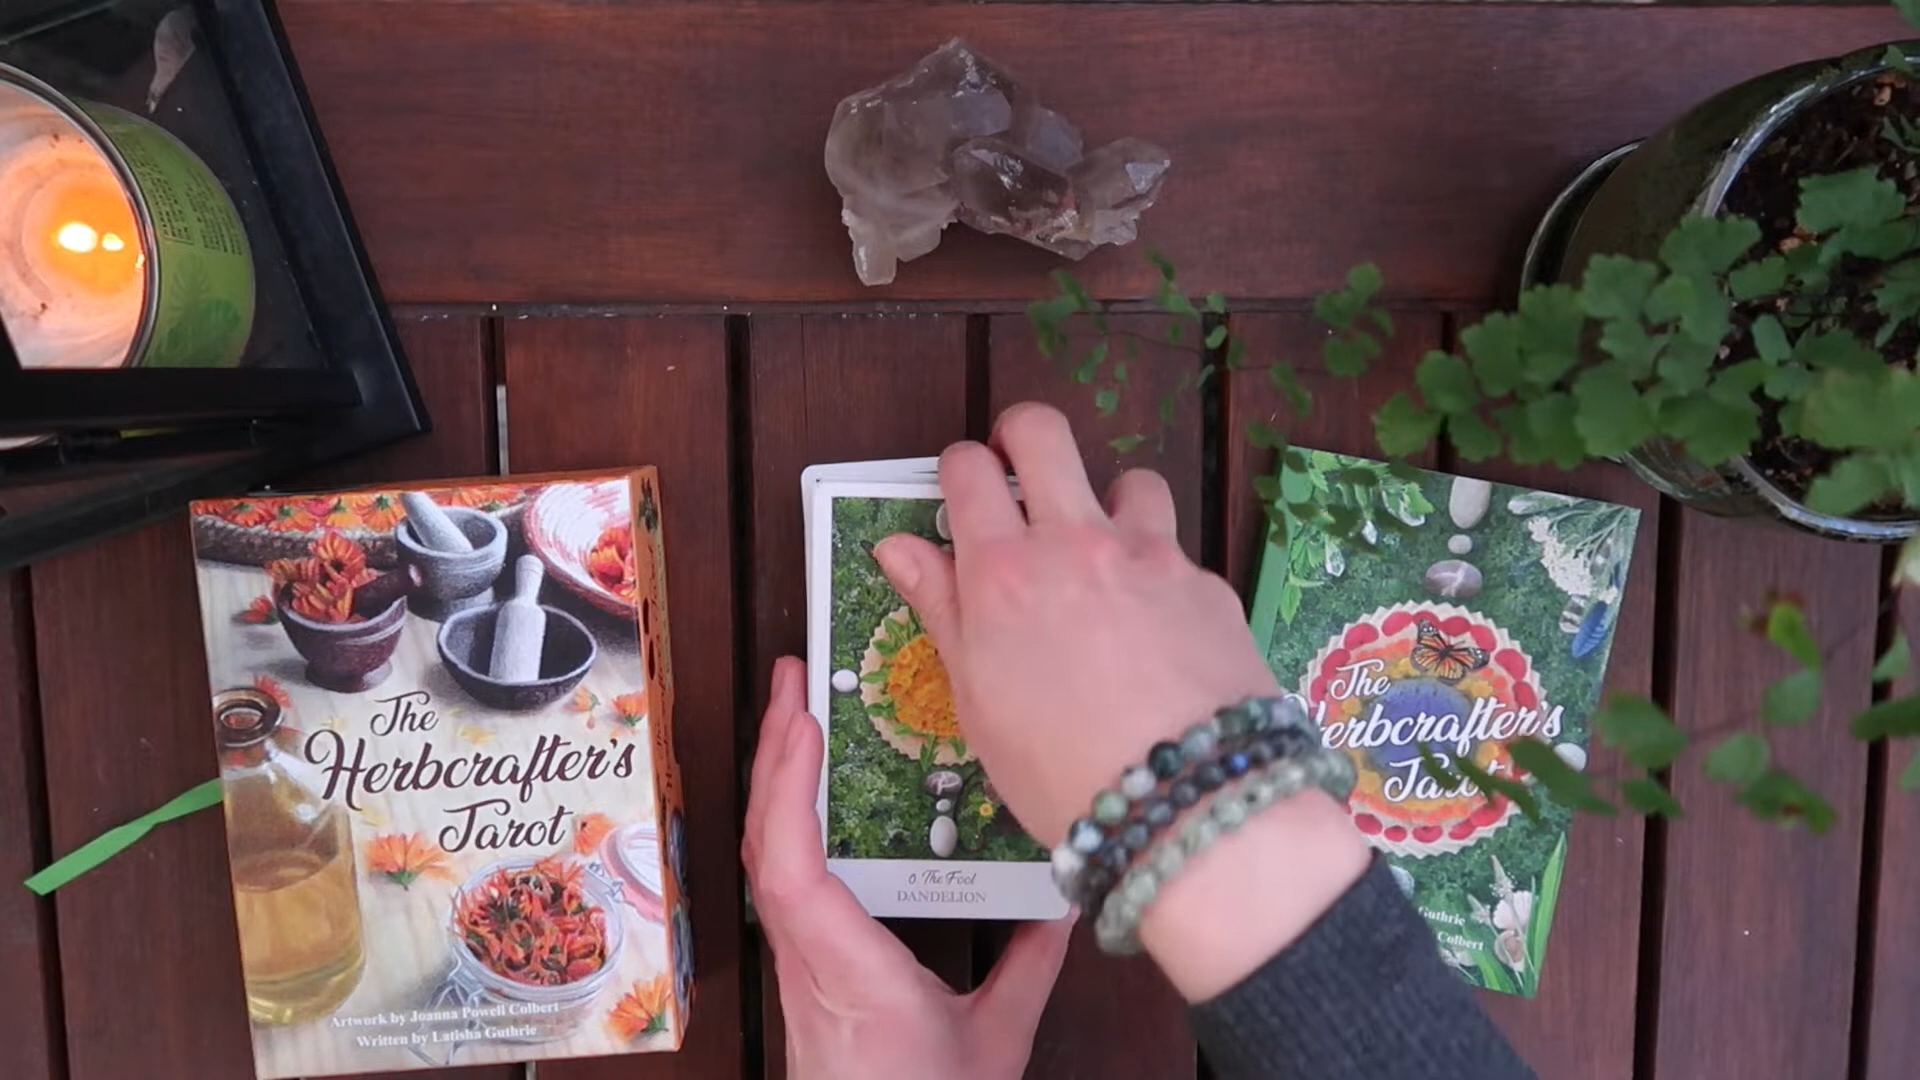 The
Herbcrafter's
Tarot
Artwork by Joanna Powell Colbert
Written by Latisha Guthrie
0 The Fool
DANDELION
The
Herbcrafter's
Tarot
Guthrie
Colbert